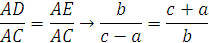 AD/AC = AE/AC → b/(c − a) = (c + a)/b